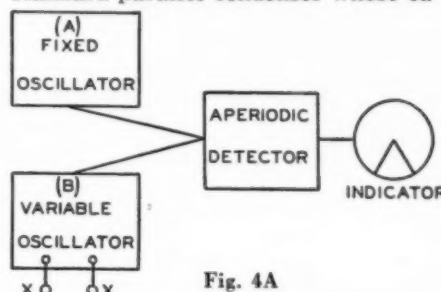 (A)
FIXED
OSCILLATOR
APERIODIC
DETECTOR
INDICATOR
(B)
VARIABLE
OSCILLATOR
X X
Fig. 4A